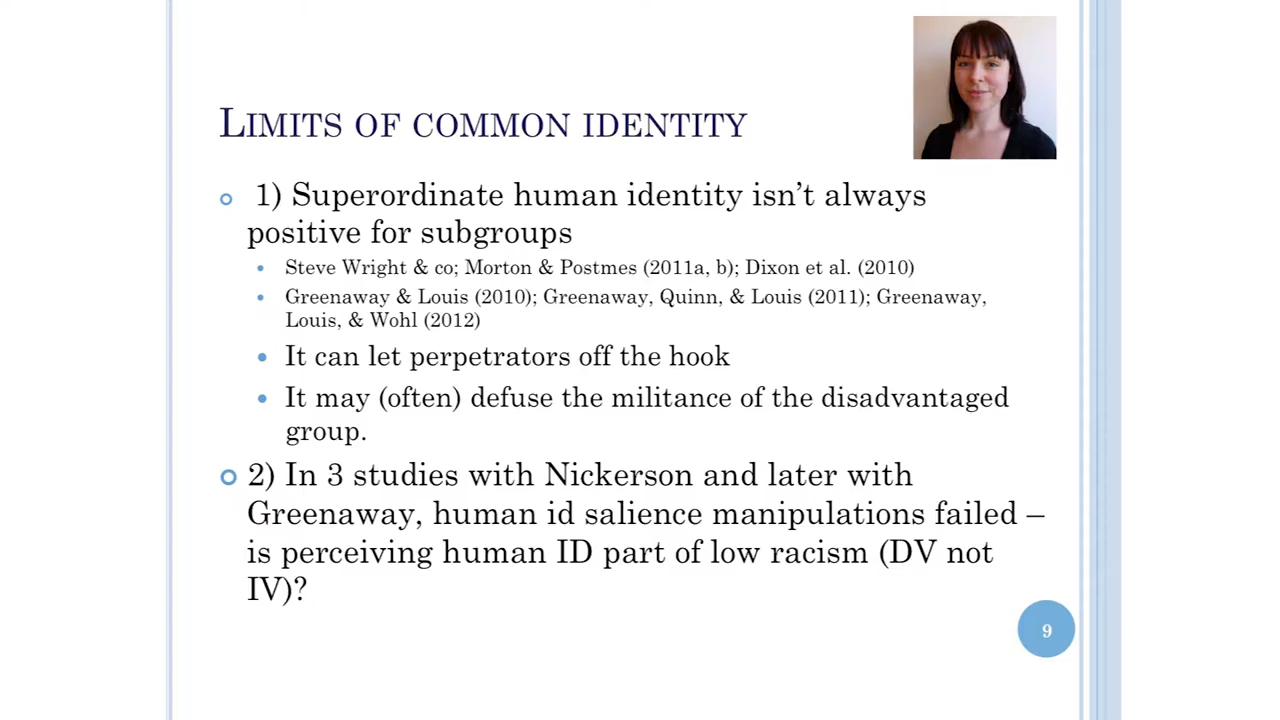 LIMITS OF COMMON IDENTITY
1) Superordinate human identity isn’t always
positive for subgroups
Steve Wright & co; Morton & Postmes (2011a, b); Dixon et al. (2010)
Greenaway & Louis (2010); Greenaway, Quinn, & Louis (2011); Greenaway,
Louis, & Wohl (2012)
It can let perpetrators off the hook
It may (often) defuse the militance of the disadvantaged
group.
2) In 3 studies with Nickerson and later with
Greenaway, human id salience manipulations failed –
is perceiving human ID part of low racism (DV not
IV)?
9